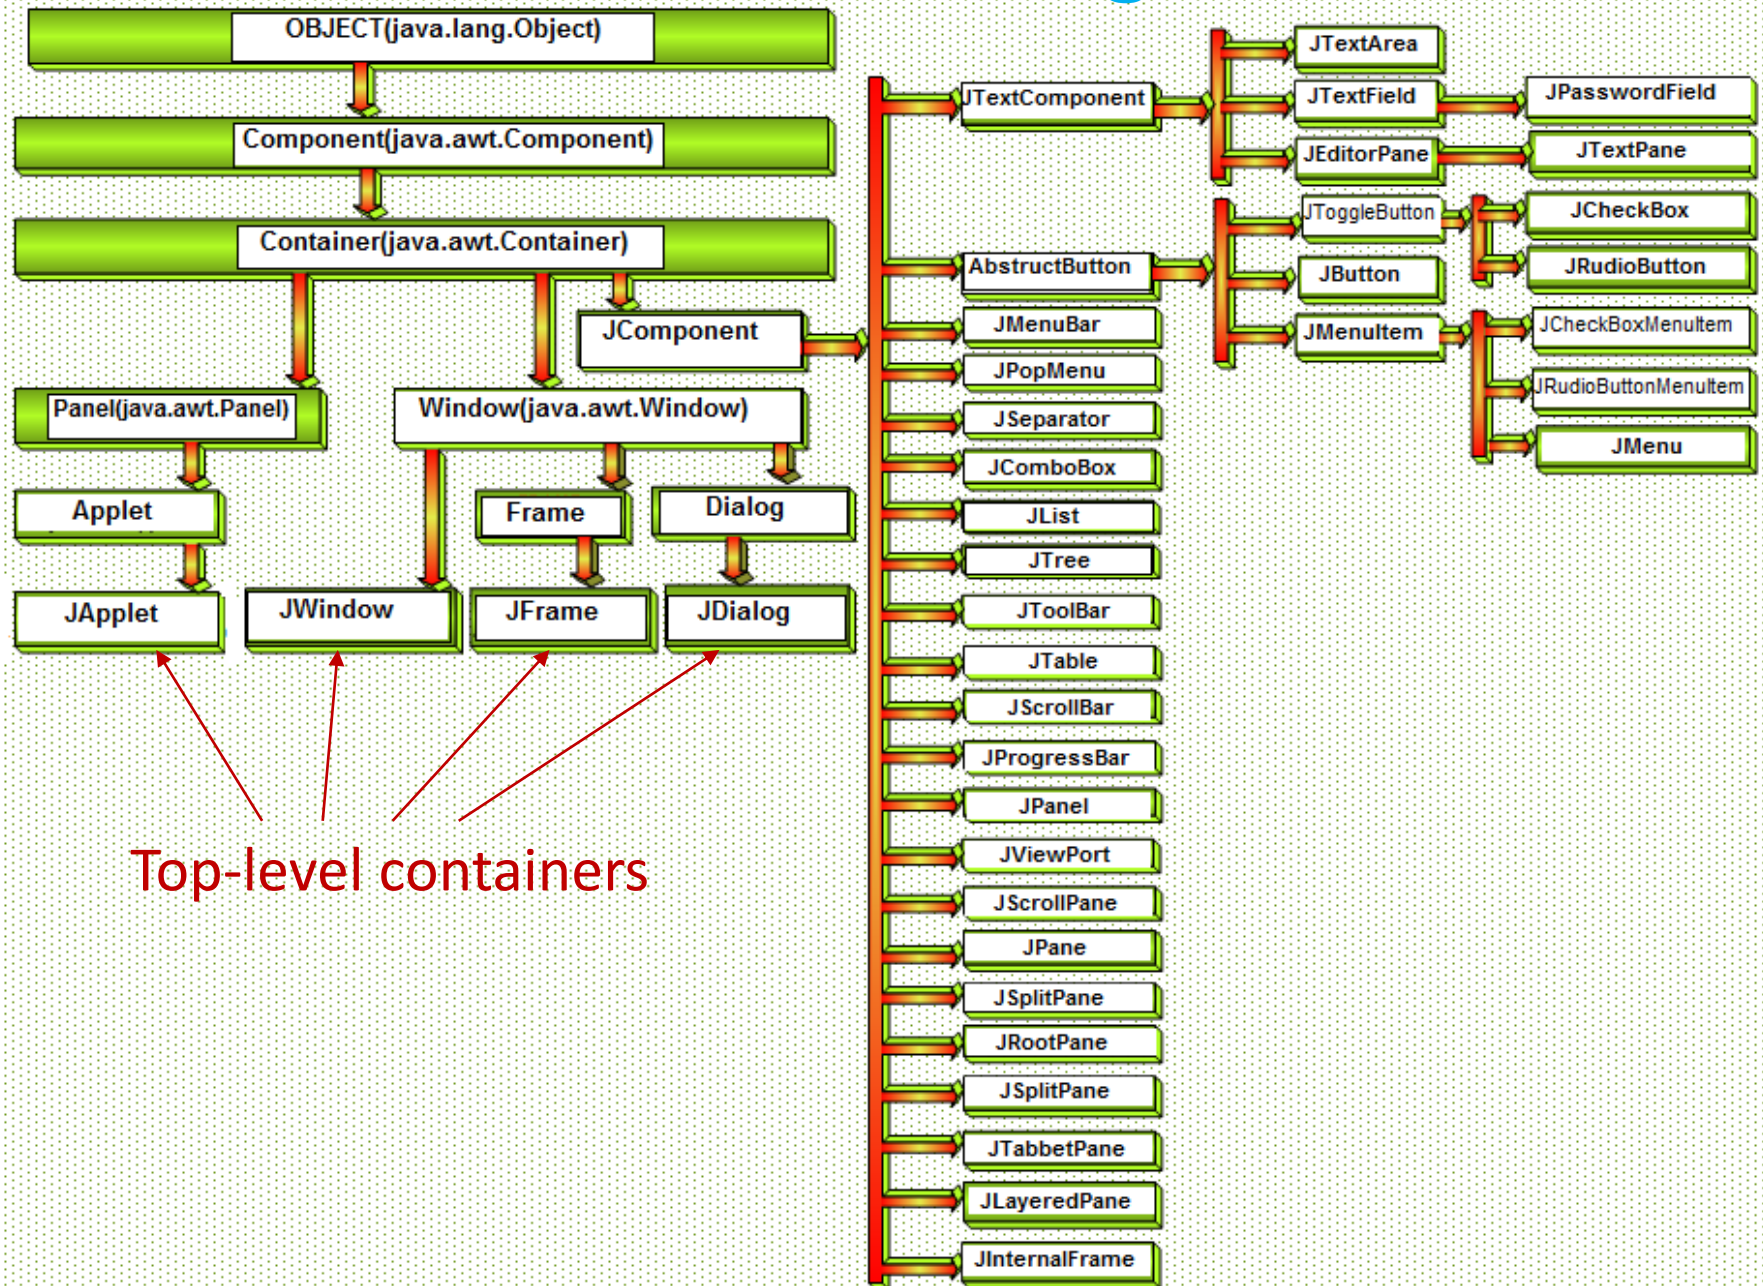 OBJECT(java.lang.Object)
Component(java.awt.Component)
Container(java.awt.Container)
JComponent
Panel(java.awt.Panel)
Window(java.awt.Window)
Applet
Frame
Dialog
JApplet
JWindow
JFrame
JDialog
Top-level containers
JTextComponent
AbstructButton
JMenuBar
JPopMenu
JSeparator
JComboBox
JList
JTree
JToolBar
JTable
JScrollBar
JProgressBar
JPanel
JViewPort
JScrollPane
JPane
JSplitPane
JRootPane
JSplitPane
JTabbetPane
JLayeredPane
JInternalFrame
JTextArea
JTextField
JEditorPane
JPasswordField
JTextPane
JToggleButton
JButton
JMenuItem
JCheckBox
JRudioButton
JCheckBoxMenuItem
JRudioButtonMenuItem
JMenu